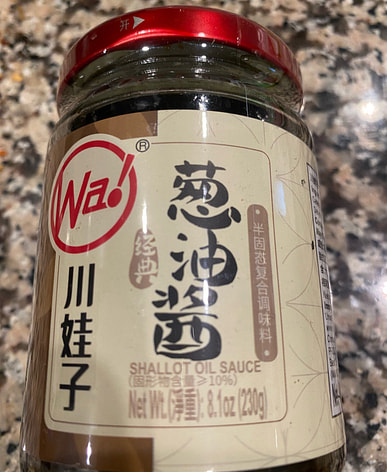 开
Wa!®
川娃子
葱油酱
经典
半固态复合调味料
SHALLOT OIL SAUCE
(固形物含量≥10%)
Net Wt.(淨重): 8.1oz (230g)